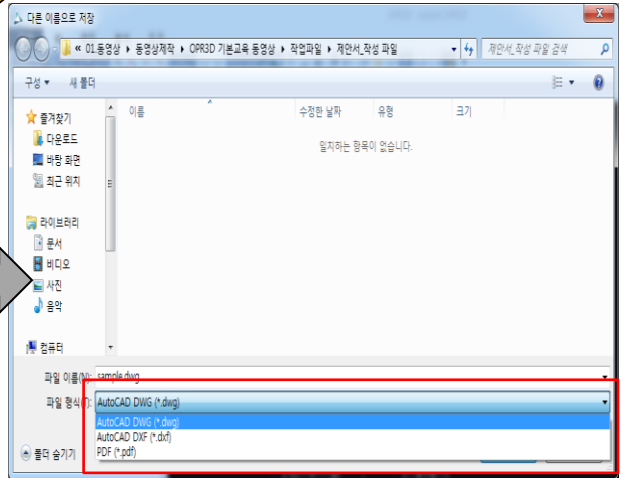 다른 이름으로 저장
« 01.동영상 ▸ 동영상제작 ▸ OPR3D 기본교육 동영상 ▸ 작업파일 ▸ 제안서_작성 파일
제안서_작성 파일 검색
구성 ▼ 새 폴더
이름 수정한 날짜 유형 크기
일치하는 항목이 없습니다.
즐겨찾기
다운로드
바탕 화면
최근 위치
라이브러리
문서
비디오
사진
음악
컴퓨터
파일 이름(N): sample.dwg
파일 형식(T): AutoCAD DWG (*.dwg)
AutoCAD DWG (*.dwg)
AutoCAD DXF (*.dxf)
PDF (*.pdf)
폴더 숨기기